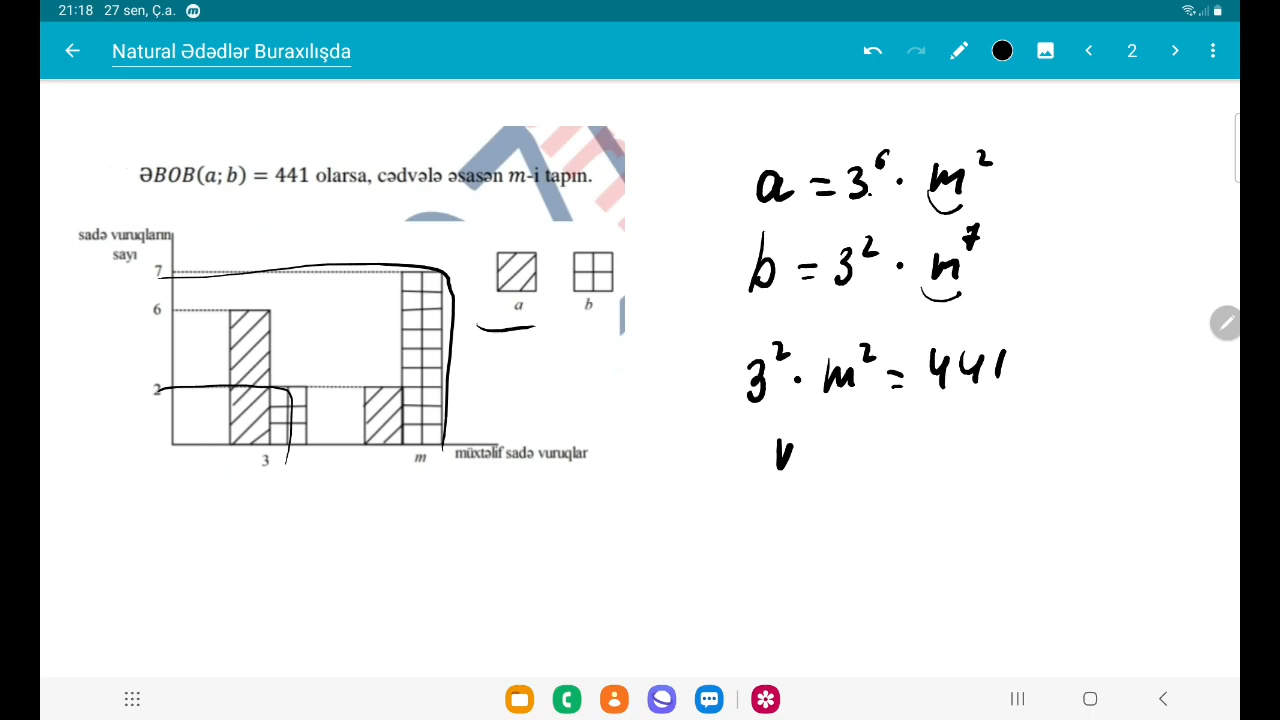 21:18 27 sen, Ç.a. m
Natural Ədədlər Buraxılışda
2
ƏBOB(a; b) = 441 olarsa, cədvələ əsasən m-i tapın.
sadə vuruqların
sayı
7
6
2
3
m
müxtəlif sadə vuruqlar
a
b
a = 3⁶ · m²
b = 3² · m⁷
3² · m² = 441